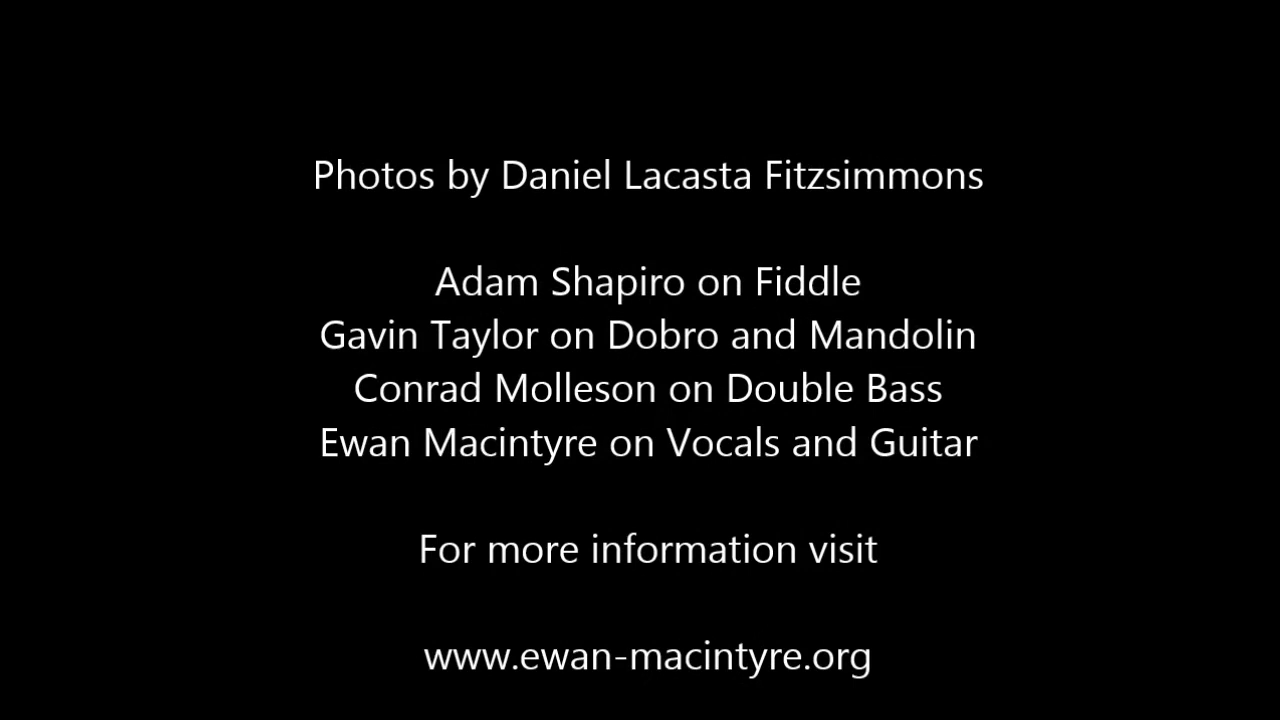 Photos by Daniel Lacasta Fitzsimmons
Adam Shapiro on Fiddle
Gavin Taylor on Dobro and Mandolin
Conrad Molleson on Double Bass
Ewan Macintyre on Vocals and Guitar
For more information visit
www.ewan-macintyre.org